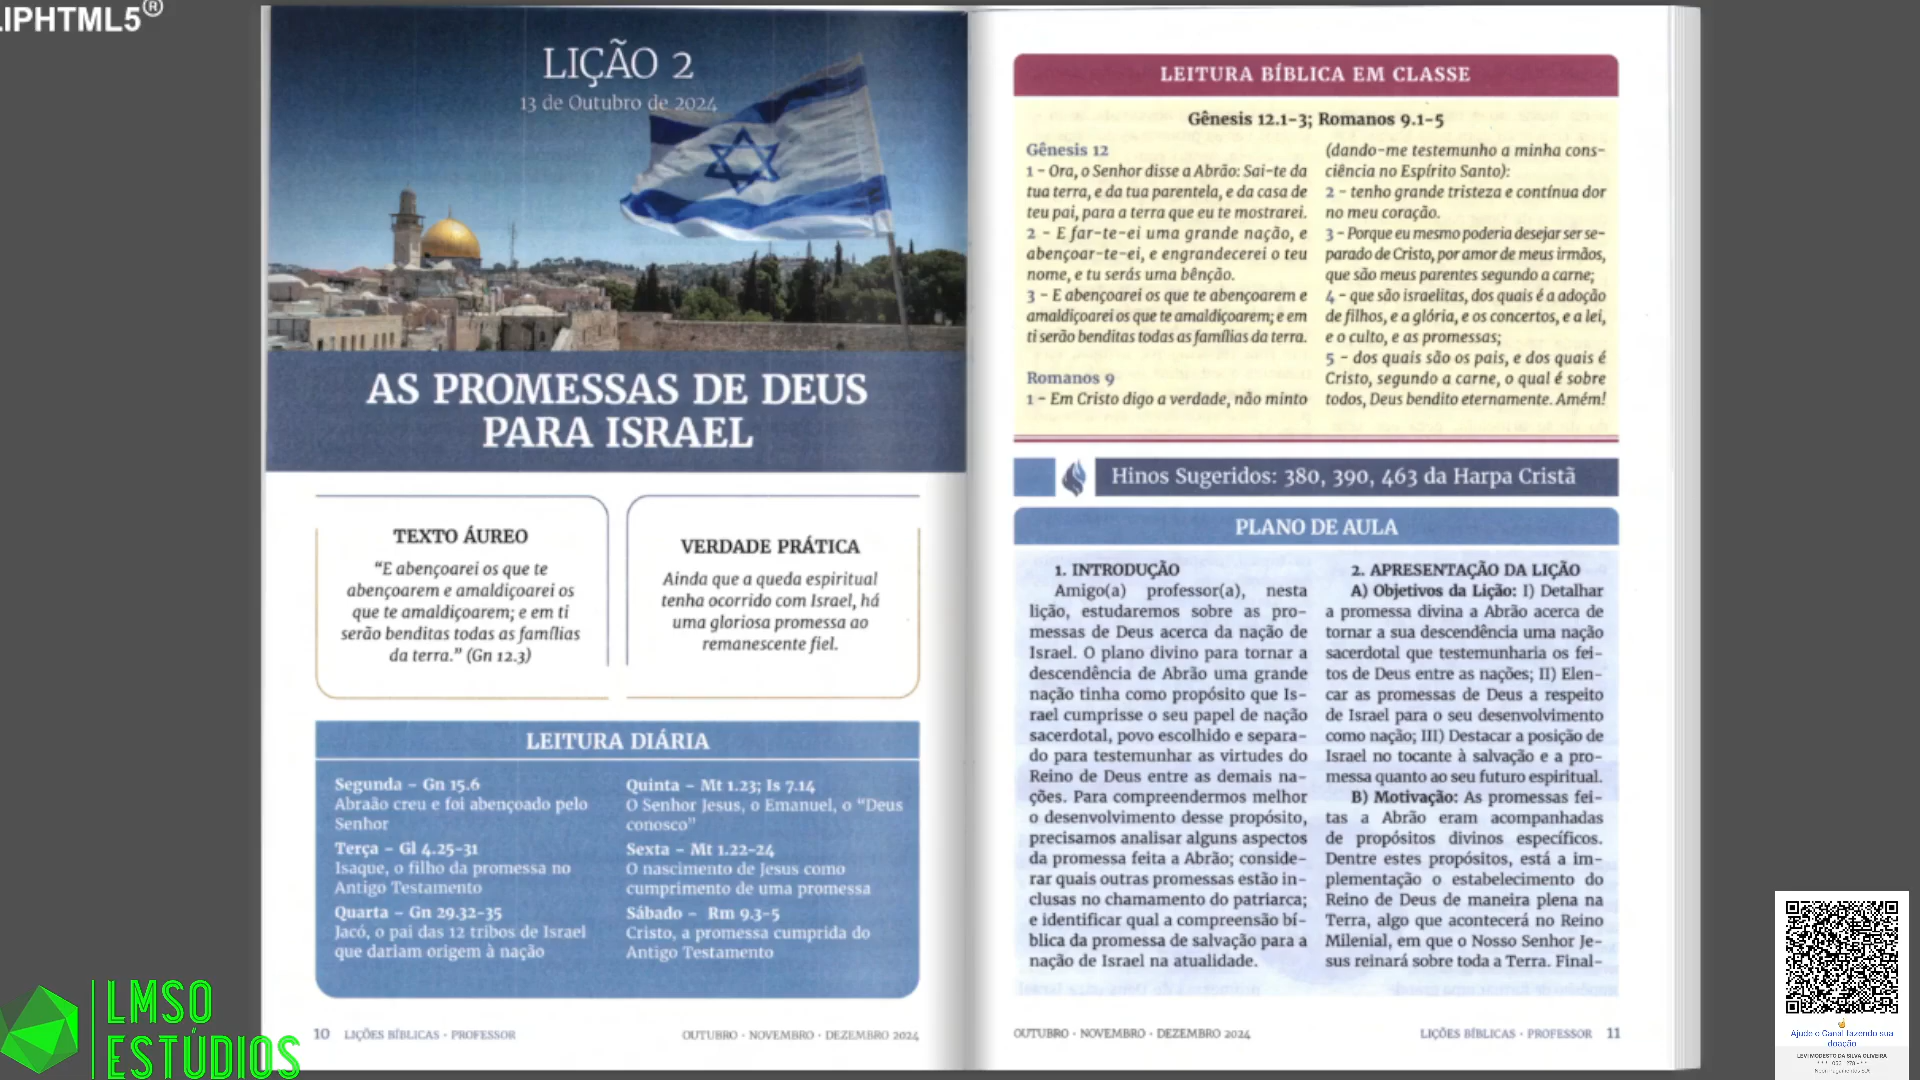 LIPHTML5®
LIÇÃO 2
13 de Outubro de 2024
AS PROMESSAS DE DEUS
PARA ISRAEL
TEXTO ÁUREO
“E abençoarei os que te
abençoarem e amaldiçoarei os
que te amaldiçoarem; e em ti
serão benditas todas as famílias
da terra.” (Gn 12.3)
VERDADE PRÁTICA
Ainda que a queda espiritual
tenha ocorrido com Israel, há
uma gloriosa promessa ao
remanescente fiel.
LEITURA DIÁRIA
Segunda – Gn 15.6
Abraão creu e foi abençoado pelo
Senhor
Terça – Gl 4.25-31
Isaque, o filho da promessa no
Antigo Testamento
Quarta – Gn 29.32-35
Jacó, o pai das 12 tribos de Israel
que dariam origem à nação
Quinta – Mt 1.23; Is 7.14
O Senhor Jesus, o Emanuel, o “Deus
conosco”
Sexta – Mt 1.22-24
O nascimento de Jesus como
cumprimento de uma promessa
Sábado – Rm 9.3-5
Cristo, a promessa cumprida do
Antigo Testamento
10 LIÇÕES BÍBLICAS · PROFESSOR
OUTUBRO · NOVEMBRO · DEZEMBRO 2024
LEITURA BÍBLICA EM CLASSE
Gênesis 12.1-3; Romanos 9.1-5
Gênesis 12
1 - Ora, o Senhor disse a Abrão: Sai-te da
tua terra, e da tua parentela, e da casa de
teu pai, para a terra que eu te mostrarei.
2 - E far-te-ei uma grande nação, e
abençoar-te-ei, e engrandecerei o teu
nome, e tu serás uma bênção.
3 - E abençoarei os que te abençoarem e
amaldiçoarei os que te amaldiçoarem; e em
ti serão benditas todas as famílias da terra.
Romanos 9
1 - Em Cristo digo a verdade, não minto
(dando-me testemunho a minha cons-
ciência no Espírito Santo):
2 - tenho grande tristeza e contínua dor
no meu coração.
3 - Porque eu mesmo poderia desejar ser se-
parado de Cristo, por amor de meus irmãos,
que são meus parentes segundo a carne;
4 - que são israelitas, dos quais é a adoção
de filhos, e a glória, e os concertos, e a lei,
e o culto, e as promessas;
5 - dos quais são os pais, e dos quais é
Cristo, segundo a carne, o qual é sobre
todos, Deus bendito eternamente. Amém!
Hinos Sugeridos: 380, 390, 463 da Harpa Cristã
PLANO DE AULA
1. INTRODUÇÃO
Amigo(a) professor(a), nesta
lição, estudaremos sobre as pro-
messas de Deus acerca da nação de
Israel. O plano divino para tornar a
descendência de Abrão uma grande
nação tinha como propósito que Is-
rael cumprisse o seu papel de nação
sacerdotal, povo escolhido e separa-
do para testemunhar as virtudes do
Reino de Deus entre as demais na-
ções. Para compreendermos melhor
o desenvolvimento desse propósito,
precisamos analisar alguns aspectos
da promessa feita a Abrão; conside-
rar quais outras promessas estão in-
clusas no chamamento do patriarca;
e identificar qual a compreensão bí-
blica da promessa de salvação para a
nação de Israel na atualidade.
2. APRESENTAÇÃO DA LIÇÃO
A) Objetivos da Lição: I) Detalhar
a promessa divina a Abrão acerca de
tornar a sua descendência uma nação
sacerdotal que testemunharia os fei-
tos de Deus entre as nações; II) Elen-
car as promessas de Deus a respeito
de Israel para o seu desenvolvimento
como nação; III) Destacar a posição de
Israel no tocante à salvação e a pro-
messa quanto ao seu futuro espiritual.
B) Motivação: As promessas fei-
tas a Abrão eram acompanhadas
de propósitos divinos específicos.
Dentre estes propósitos, está a im-
plementação o estabelecimento do
Reino de Deus de maneira plena na
Terra, algo que acontecerá no Reino
Milenial, em que o Nosso Senhor Je-
sus reinará sobre toda a Terra. Final-
OUTUBRO · NOVEMBRO · DEZEMBRO 2024
LIÇÕES BÍBLICAS · PROFESSOR 11
LMSO
ESTÚDIOS
Ajude o Canal fazendo sua
doação
LEVI MODESTO DA SILVA OLIVEIRA